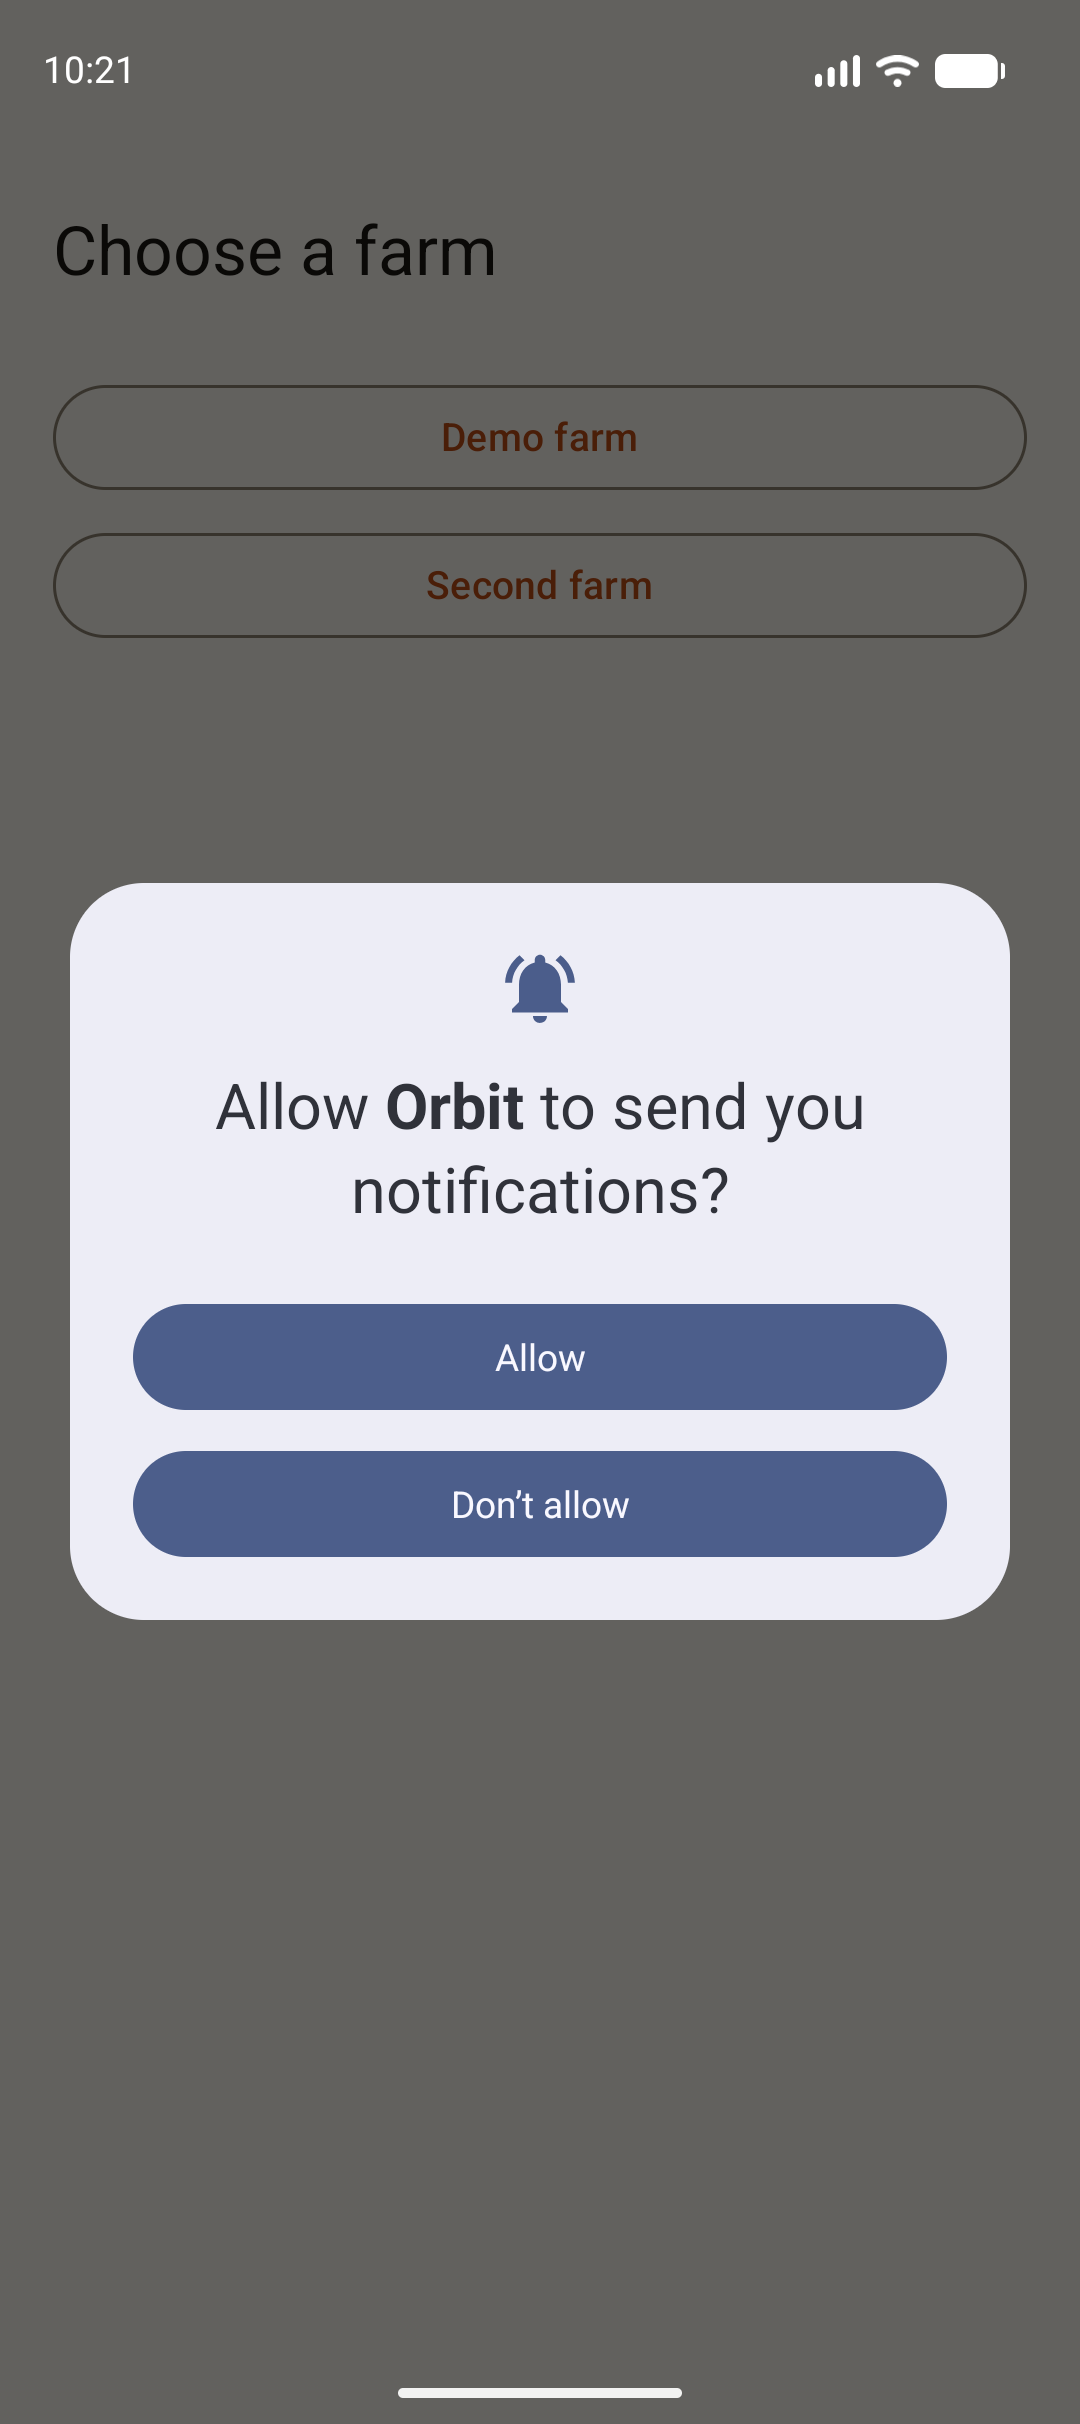 10:21
Choose a farm
Demo farm
Second farm
Allow Orbit to send you
notifications?
Allow
Don’t allow